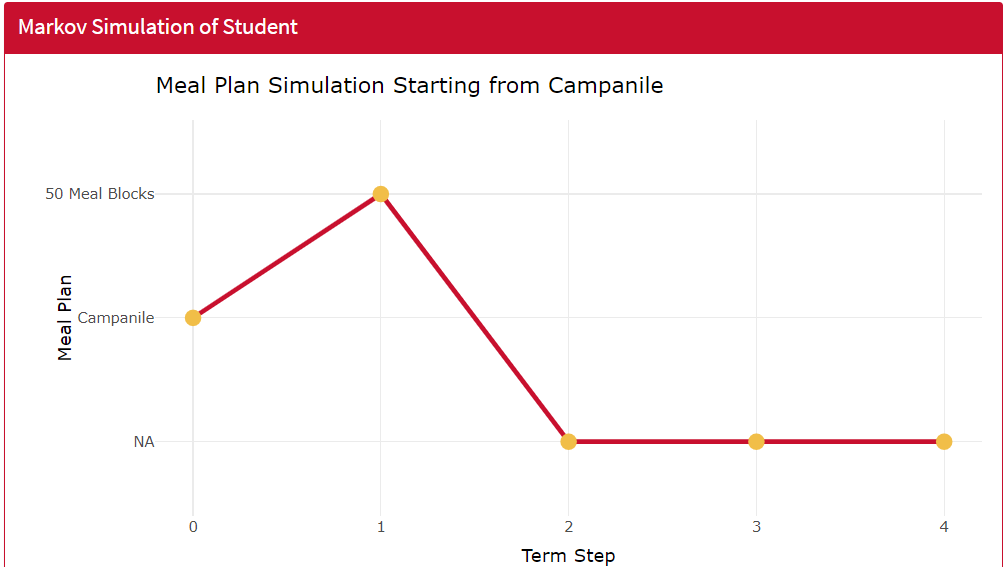 Markov Simulation of Student
Meal Plan Simulation Starting from Campanile
50 Meal Blocks
Campanile
NA
Meal Plan
0 1 2 3 4
Term Step